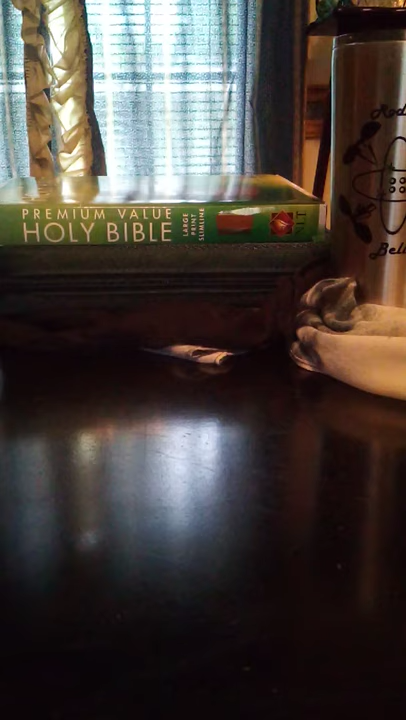 PREMIUM VALUE
HOLY BIBLE
LARGE
PRINT
SLIMLINE
NLT